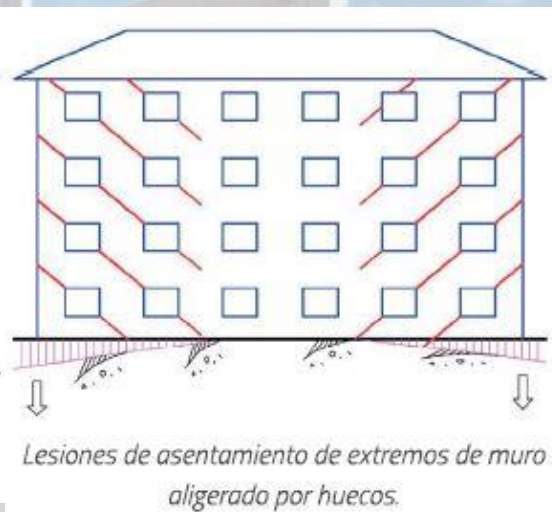 Lesiones de asentamiento de extremos de muro
aligerado por huecos.